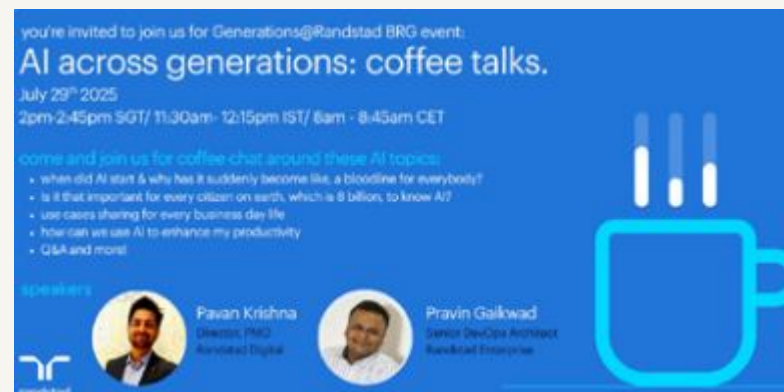 you're invited to join us for Generations@Randstad BRG event:
AI across generations: coffee talks.
July 29th 2025
2pm-2:45pm SGT/ 11:30am- 12:15pm IST/ 8am - 8:45am CET
come and join us for coffee chat around these AI topics:
• when did AI start & why has it suddenly become like, a bloodline for everybody?
• is it that important for every citizen on earth, which is 8 billion, to know AI?
• use cases sharing for every business day life
• how can we use AI to enhance my productivity
• Q&A and more!
speakers
Pavan Krishna
Director, PMO
Randstad Digital
Pravin Gaikwad
Senior DevOps Architect
Randstad Enterprise
randstad